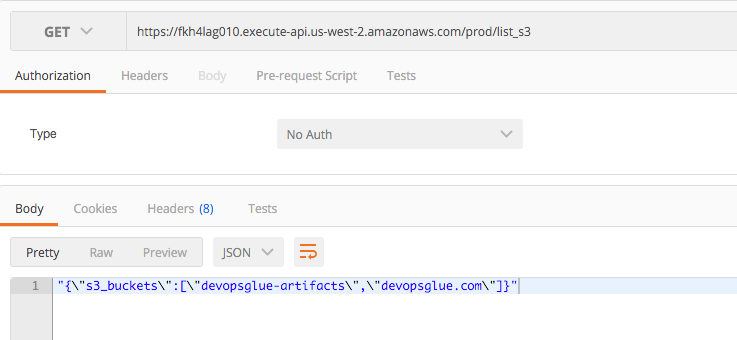 GET https://fkh4lag010.execute-api.us-west-2.amazonaws.com/prod/list_s3
Authorization Headers Body Pre-request Script Tests
Type No Auth
Body Cookies Headers (8) Tests
Pretty Raw Preview JSON
1 "{\"s3_buckets\":[\"devopsglue-artifacts\",\"devopsglue.com\"]}"